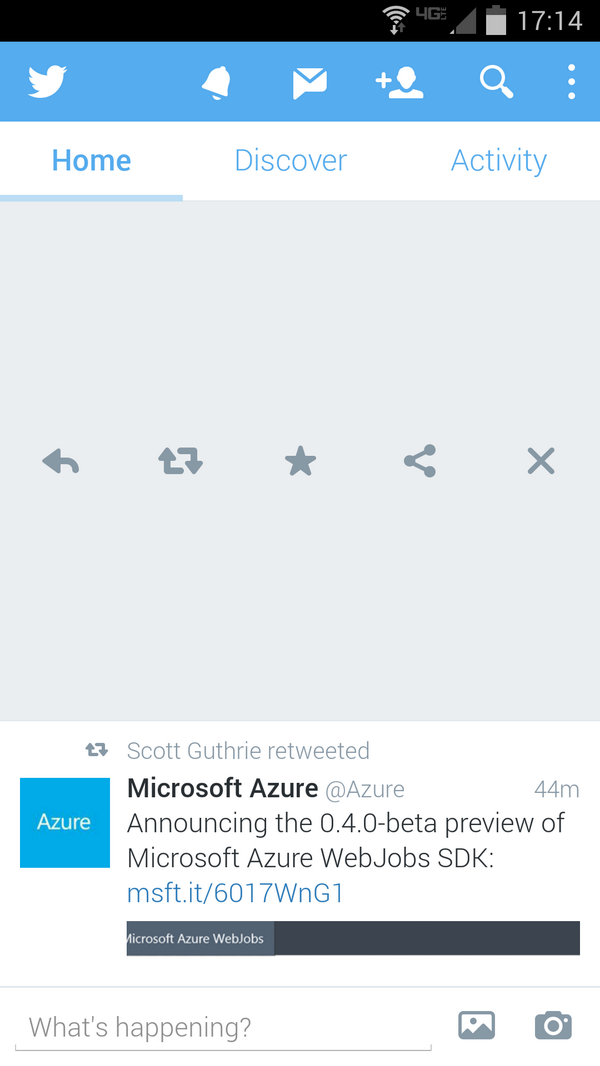 4G LTE 17:14
Home Discover Activity
Scott Guthrie retweeted
Microsoft Azure @Azure 44m
Azure
Announcing the 0.4.0-beta preview of
Microsoft Azure WebJobs SDK:
msft.it/6017WnG1
Microsoft Azure WebJobs
What's happening?